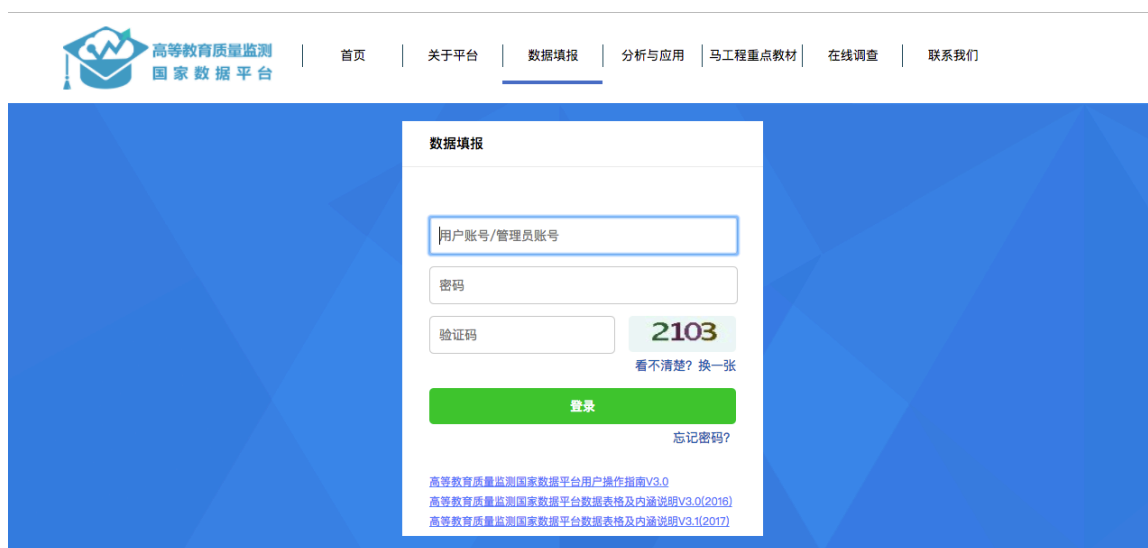 高等教育质量监测
国家数据平台
首页
关于平台
数据填报
分析与应用
马工程重点教材
在线调查
联系我们
数据填报
用户账号/管理员账号
密码
验证码
2103
看不清楚? 换一张
登录
忘记密码?
高等教育质量监测国家数据平台用户操作指南V3.0
高等教育质量监测国家数据平台数据表格及内涵说明V3.0(2016)
高等教育质量监测国家数据平台数据表格及内涵说明V3.1(2017)